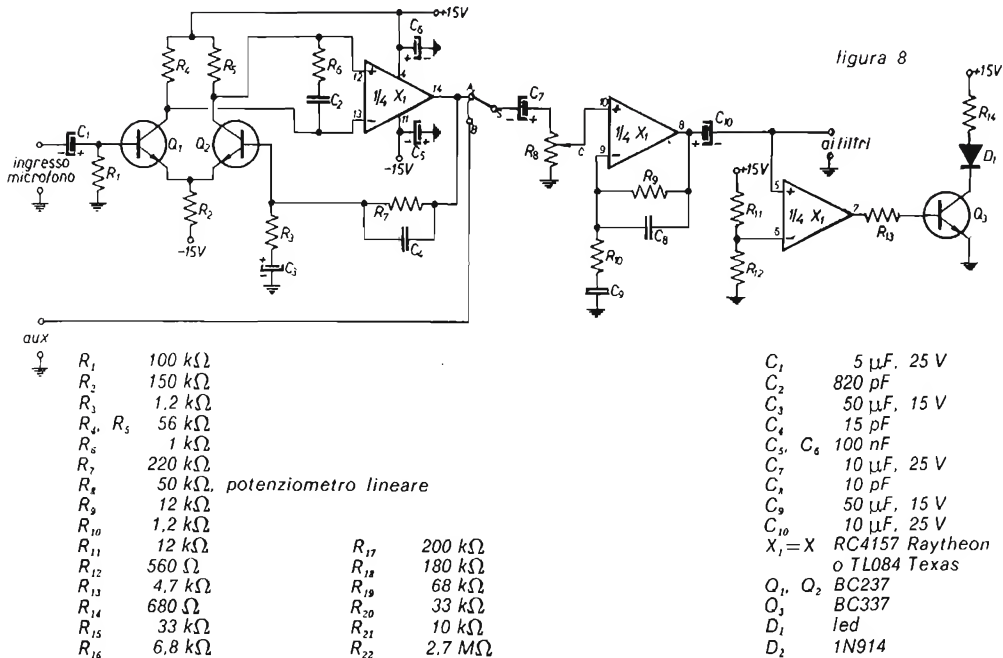 +15V
C6
figura 8
R4
R5
R6
C2
12
+
13
−
4
1/4 X1
11
14
C5
−15V
A
S
B
C7
R8
C
10
+
9
−
1/4 X1
8
C10
ai filtri
+15V
R14
D1
Q3
C1
ingresso
microfono
R1
Q1
Q2
R2
−15V
R3
C3
R7
C4
R9
C8
R10
C9
+15V
R11
R12
5
+
6
−
1/4 X1
7
R13
aux
R1 100 kΩ
R2 150 kΩ
R3 1,2 kΩ
R4, R5 56 kΩ
R6 1 kΩ
R7 220 kΩ
R8 50 kΩ, potenziometro lineare
R9 12 kΩ
R10 1,2 kΩ
R11 12 kΩ
R12 560 Ω
R13 4,7 kΩ
R14 680 Ω
R15 33 kΩ
R16 6,8 kΩ
R17 200 kΩ
R18 180 kΩ
R19 68 kΩ
R20 33 kΩ
R21 10 kΩ
R22 2,7 MΩ
C1 5 µF, 25 V
C2 820 pF
C3 50 µF, 15 V
C4 15 pF
C5, C6 100 nF
C7 10 µF, 25 V
C8 10 pF
C9 50 µF, 15 V
C10 10 µF, 25 V
X1=X RC4157 Raytheon
o TL084 Texas
Q1, Q2 BC237
Q3 BC337
D1 led
D2 1N914